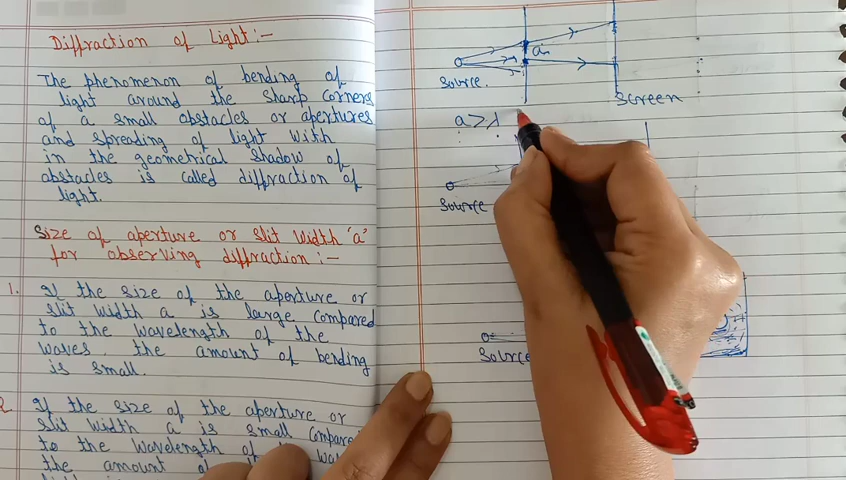 Diffraction of Light:-
The phenomenon of bending of
light around the sharp corners
of a small obstacles or apertures
and spreading of light with
in the geometrical shadow of
obstacles is called diffraction of
light.
Size of aperture or slit width 'a'
for observing diffraction :-
1. If the size of the aperture or
slit width a is large compared
to the wavelength of the
waves, the amount of bending
is small.
2. If the size of the aperture or
slit width a is small compare
to the wavelength of
the amount of
Source.
a
Screen
a>λ
Source
Source